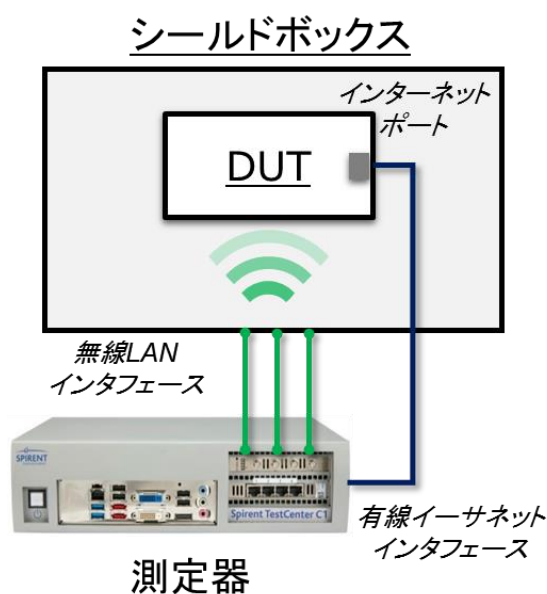 シールドボックス
インターネット
ポート
DUT
無線LAN
インタフェース
SPIRENT
Spirent TestCenter C1
有線イーサネット
インタフェース
測定器